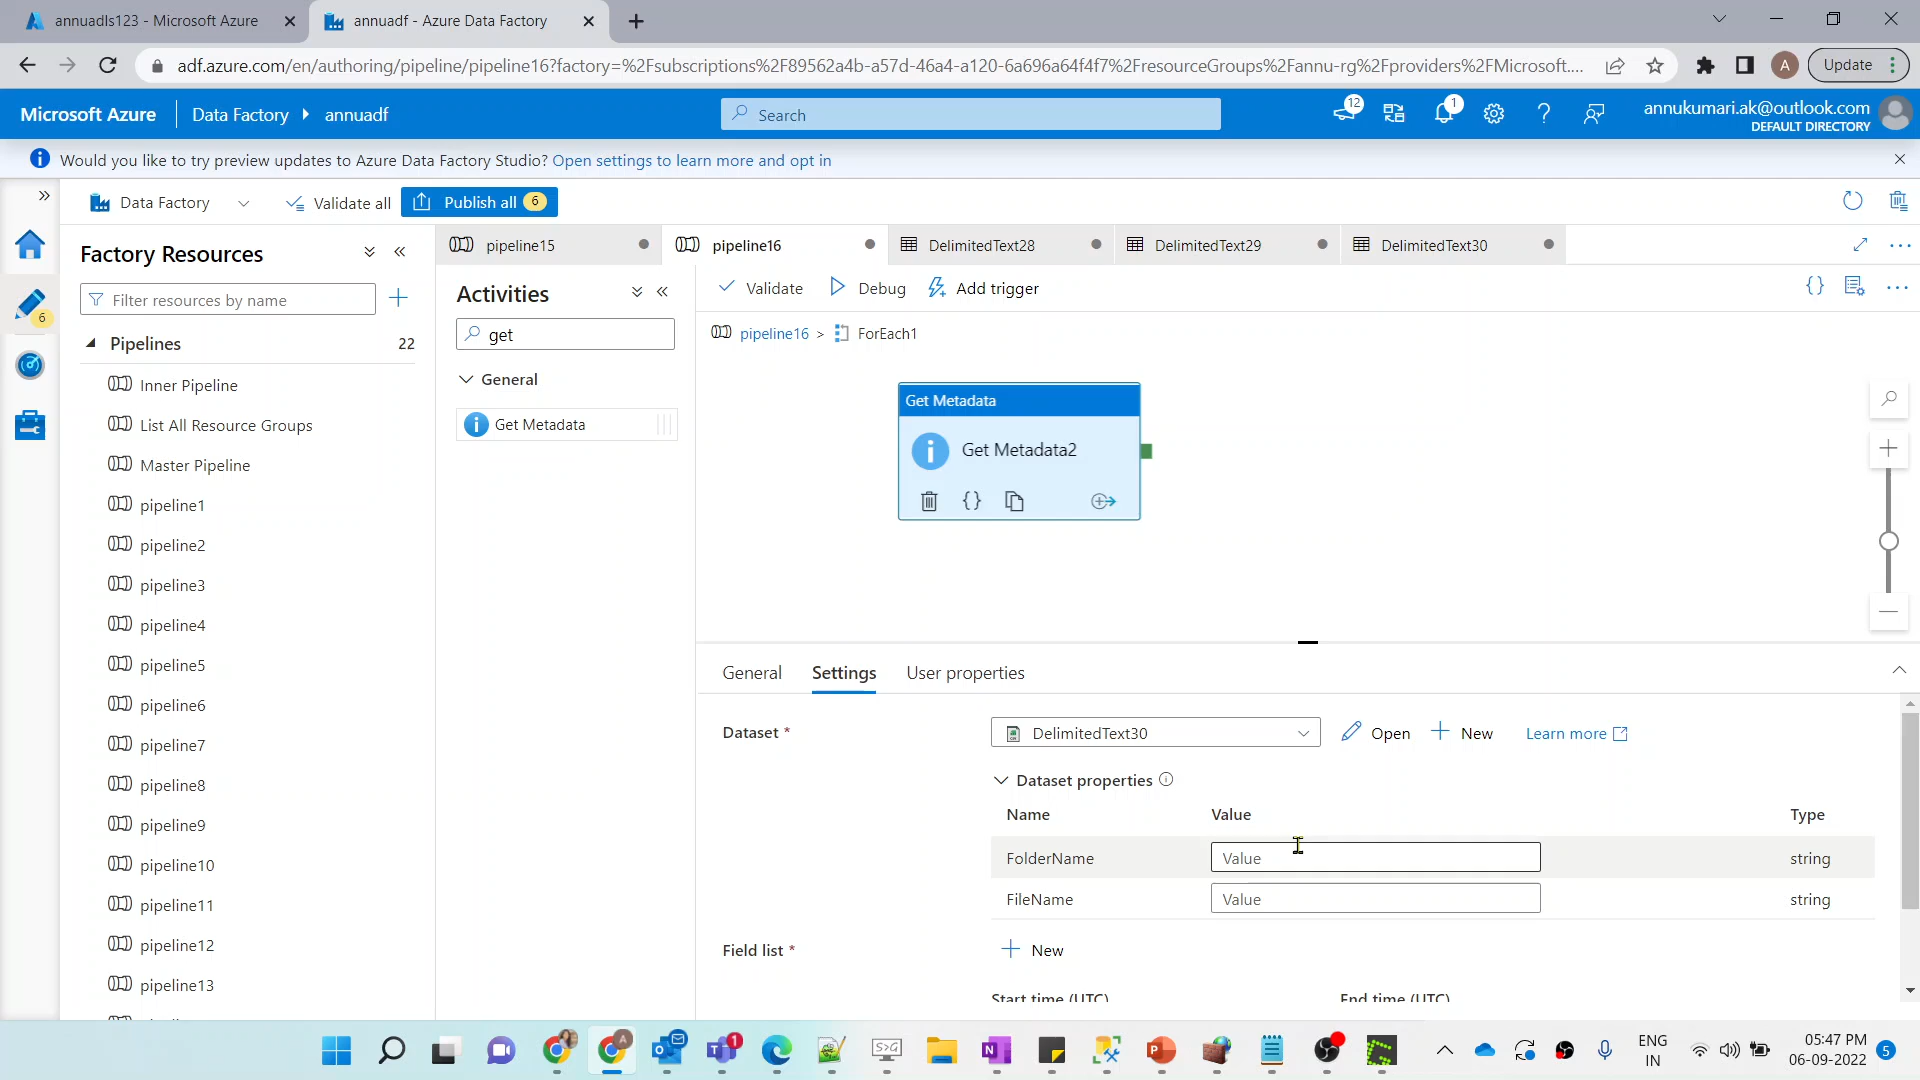 annuadls123 - Microsoft Azure
annuadf - Azure Data Factory
adf.azure.com/en/authoring/pipeline/pipeline16?factory=%2Fsubscriptions%2F89562a4b-a57d-46a4-a120-6a696a64f4f7%2FresourceGroups%2Fannu-rg%2Fproviders%2FMicrosoft....
A
Update
Microsoft Azure
Data Factory
annuadf
Search
12
1
annukumari.ak@outlook.com
DEFAULT DIRECTORY
Would you like to try preview updates to Azure Data Factory Studio? Open settings to learn more and opt in
Data Factory
Validate all
Publish all 6
Factory Resources
pipeline15
pipeline16
DelimitedText28
DelimitedText29
DelimitedText30
Filter resources by name
Activities
Validate
Debug
Add trigger
6
get
pipeline16 > ForEach1
Pipelines
22
General
Get Metadata
Inner Pipeline
List All Resource Groups
Master Pipeline
pipeline1
pipeline2
pipeline3
pipeline4
pipeline5
pipeline6
pipeline7
pipeline8
pipeline9
pipeline10
pipeline11
pipeline12
pipeline13
Get Metadata
Get Metadata2
General
Settings
User properties
Dataset *
DelimitedText30
Open
New
Learn more
Dataset properties
Name
Value
Type
FolderName
Value
string
FileName
Value
string
Field list *
New
Start time (UTC)
End time (UTC)
A
1
S>G
ENG
IN
05:47 PM
06-09-2022
5